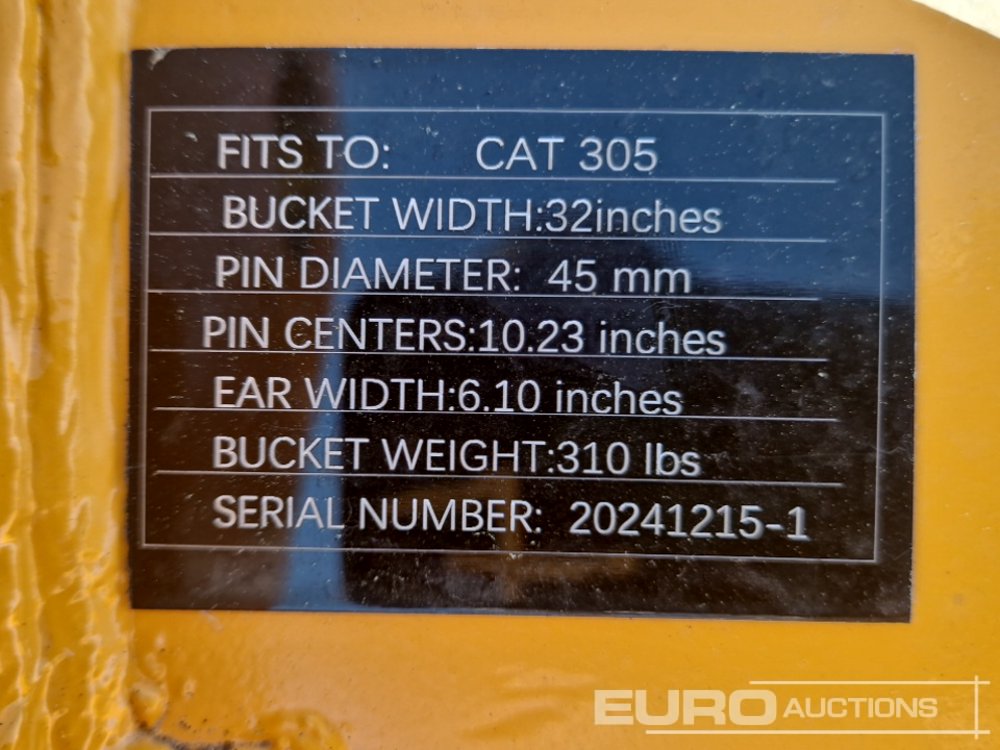 FITS TO: CAT 305
BUCKET WIDTH:32inches
PIN DIAMETER: 45 mm
PIN CENTERS:10.23 inches
EAR WIDTH:6.10 inches
BUCKET WEIGHT:310 lbs
SERIAL NUMBER: 20241215-1
EURO AUCTIONS